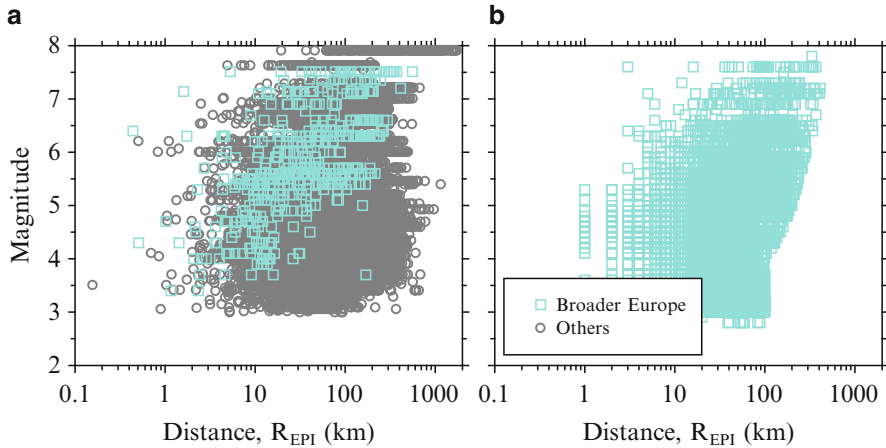 a
b
8
7
6
5
4
3
2
Magnitude
0.1 1 10 100 1000
0.1 1 10 100 1000
Distance, R_EPI (km)
Distance, R_EPI (km)
Broader Europe
Others